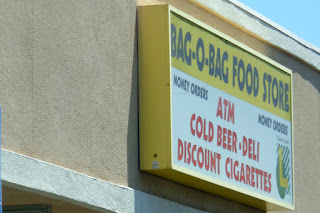 BAG-O-BAG FOOD STORE
MONEY ORDERS
ATM
MONEY ORDERS
COLD BEER • DELI
DISCOUNT CIGARETTES